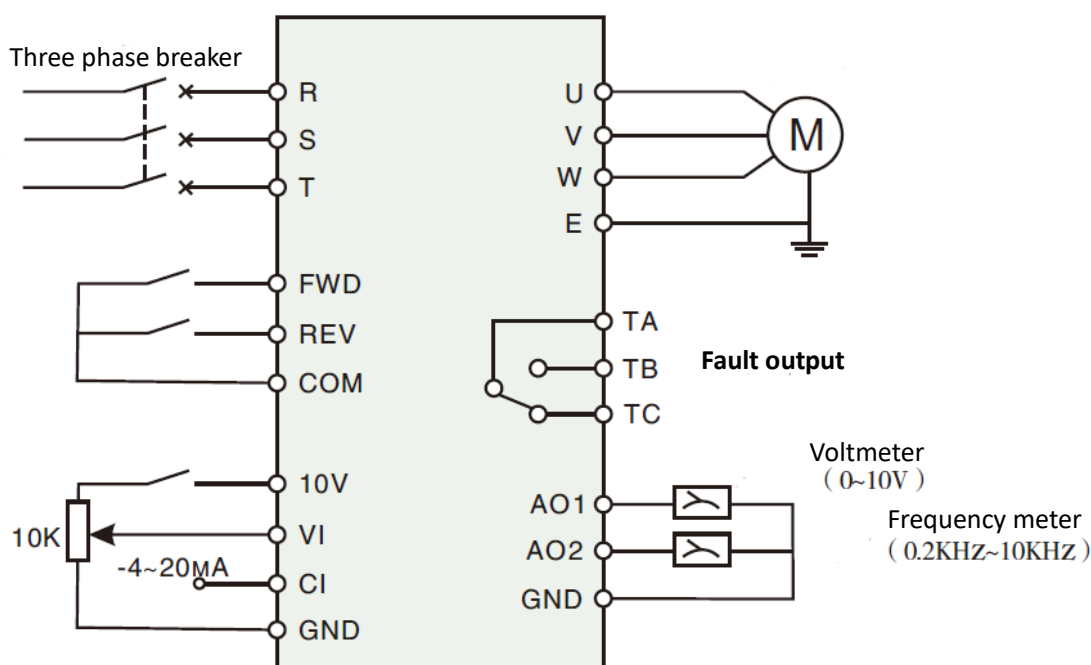 Three phase breaker
R
S
T
FWD
REV
COM
10V
10K
VI
-4~20MA
CI
GND
U
V
W
M
E
TA
TB
Fault output
TC
Voltmeter
( 0~10V )
AO1
Frequency meter
( 0.2KHZ~10KHZ )
AO2
GND